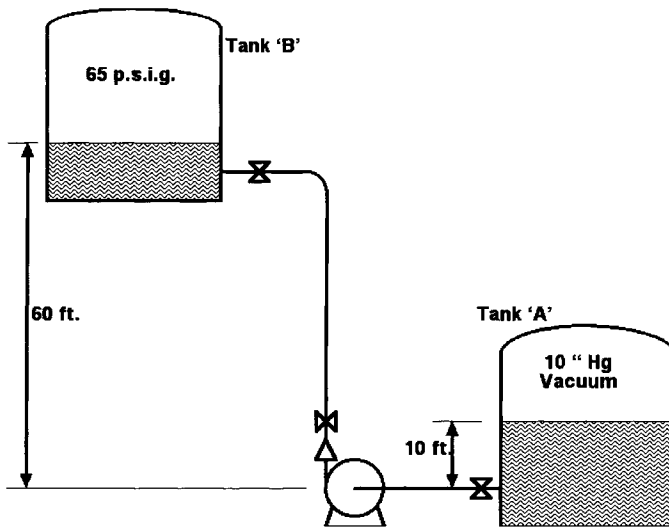 Tank ‘B’
65 p.s.i.g.
60 ft.
Tank ‘A’
10 “ Hg
Vacuum
10 ft.